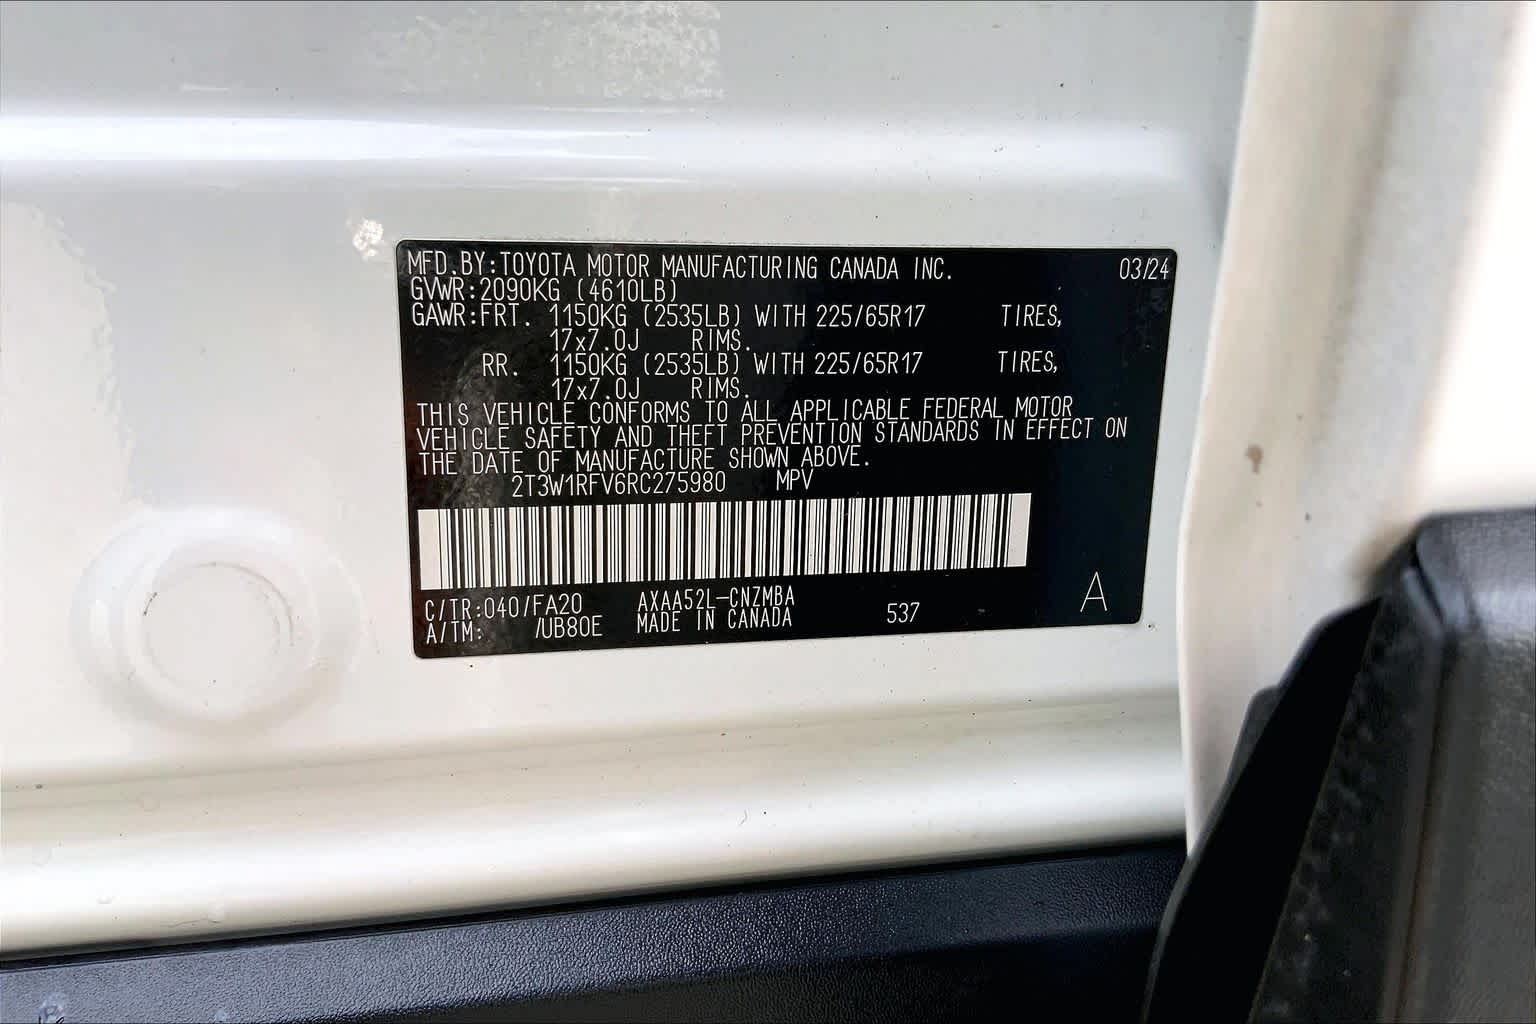 MFD.BY:TOYOTA MOTOR MANUFACTURING CANADA INC. 03/24
GVWR:2090KG (4610LB)
GAWR:FRT. 1150KG (2535LB) WITH 225/65R17 TIRES,
17x7.0J RIMS.
RR. 1150KG (2535LB) WITH 225/65R17 TIRES,
17x7.0J RIMS.
THIS VEHICLE CONFORMS TO ALL APPLICABLE FEDERAL MOTOR
VEHICLE SAFETY AND THEFT PREVENTION STANDARDS IN EFFECT ON
THE DATE OF MANUFACTURE SHOWN ABOVE.
2T3W1RFV6RC275980 MPV
C/TR:040/FA20 AXAA52L-CNZMBA 537 A
A/TM: /UB80E MADE IN CANADA